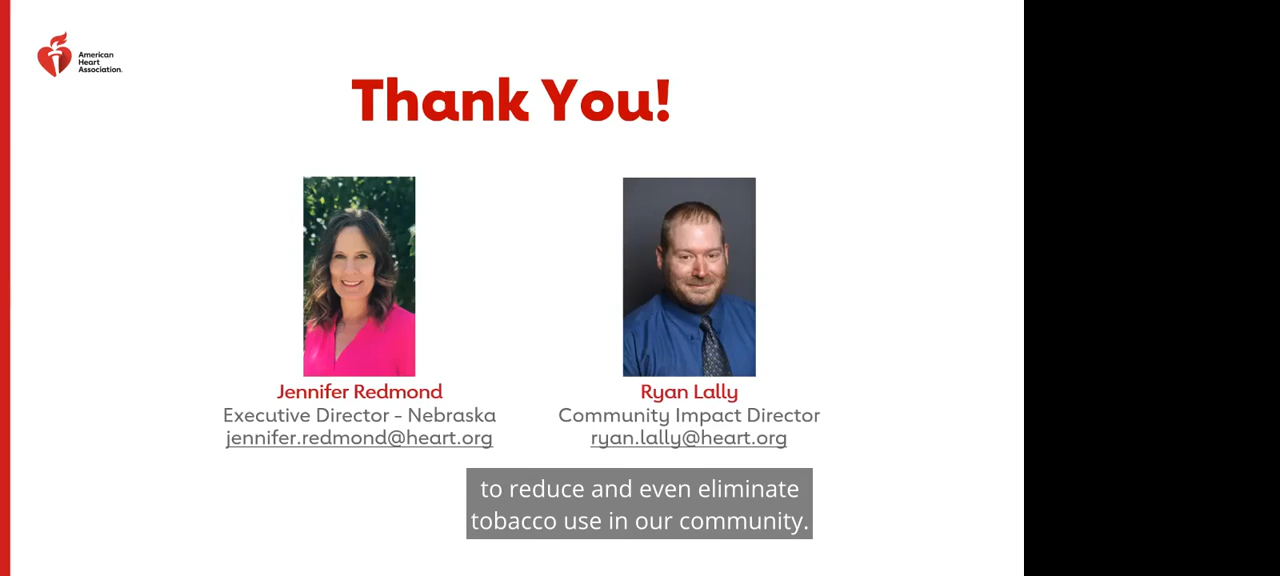 American
Heart
Association.
Thank You!
Jennifer Redmond
Executive Director - Nebraska
jennifer.redmond@heart.org
Ryan Lally
Community Impact Director
ryan.lally@heart.org
to reduce and even eliminate
tobacco use in our community.